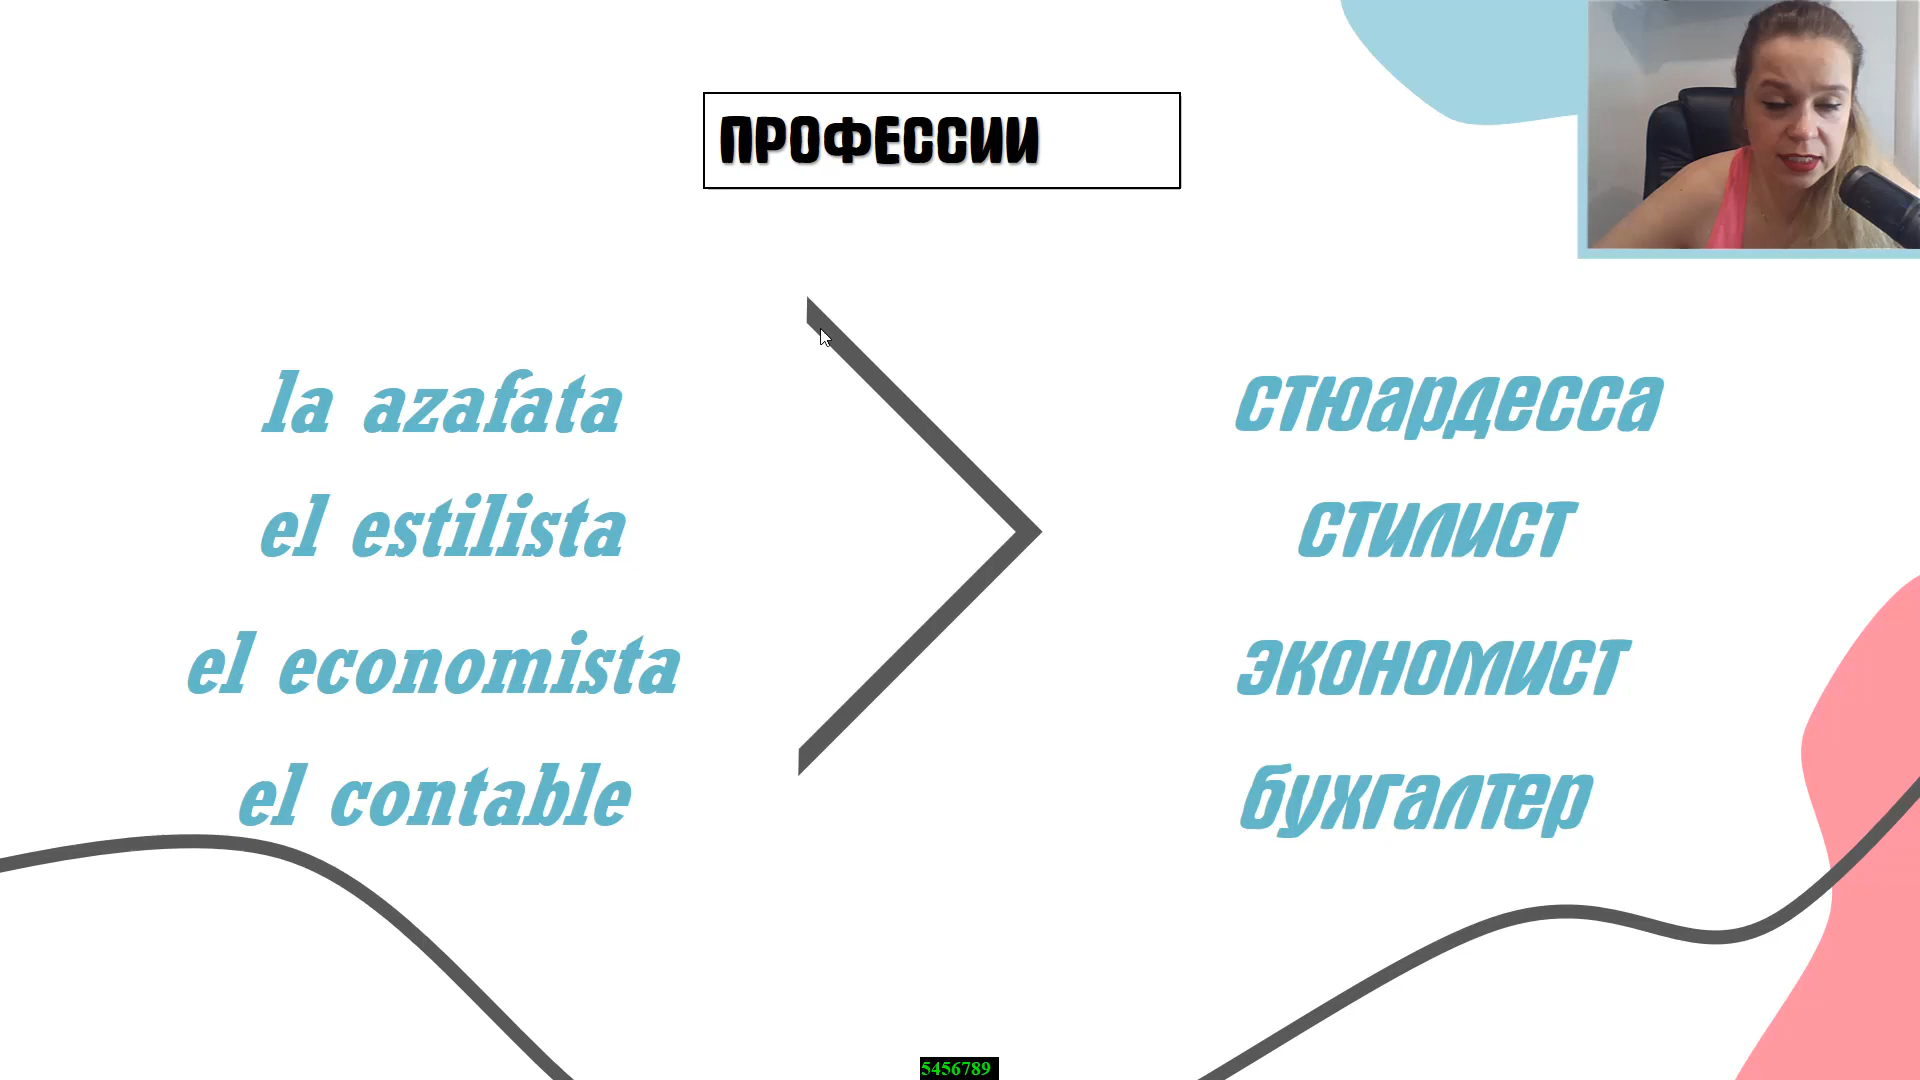 ПРОФЕССИИ
la azafata
стюардесса
el estilista
стилист
el economista
экономист
el contable
бухгалтер
5456789